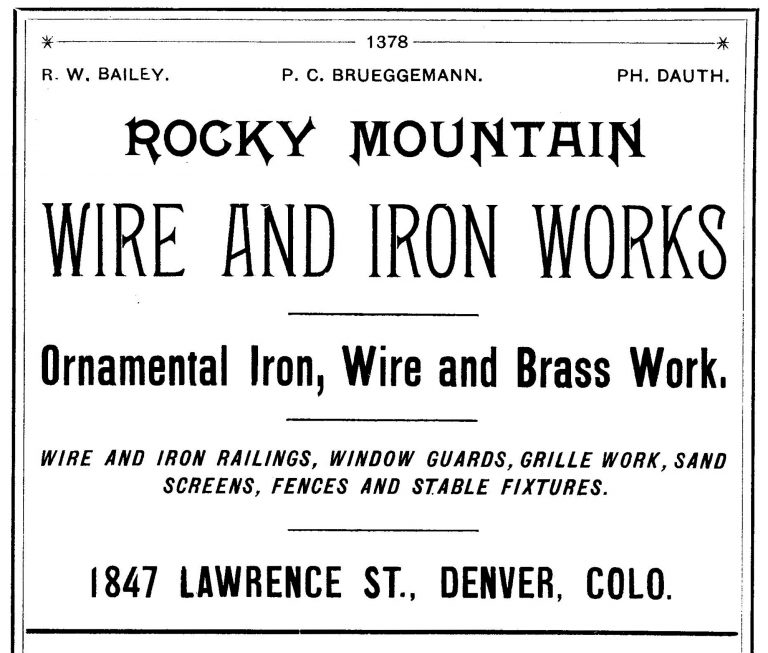 1378
R. W. BAILEY. P. C. BRUEGGEMANN. PH. DAUTH.
ROCKY MOUNTAIN
WIRE AND IRON WORKS
Ornamental Iron, Wire and Brass Work.
WIRE AND IRON RAILINGS, WINDOW GUARDS, GRILLE WORK, SAND
SCREENS, FENCES AND STABLE FIXTURES.
1847 LAWRENCE ST., DENVER, COLO.